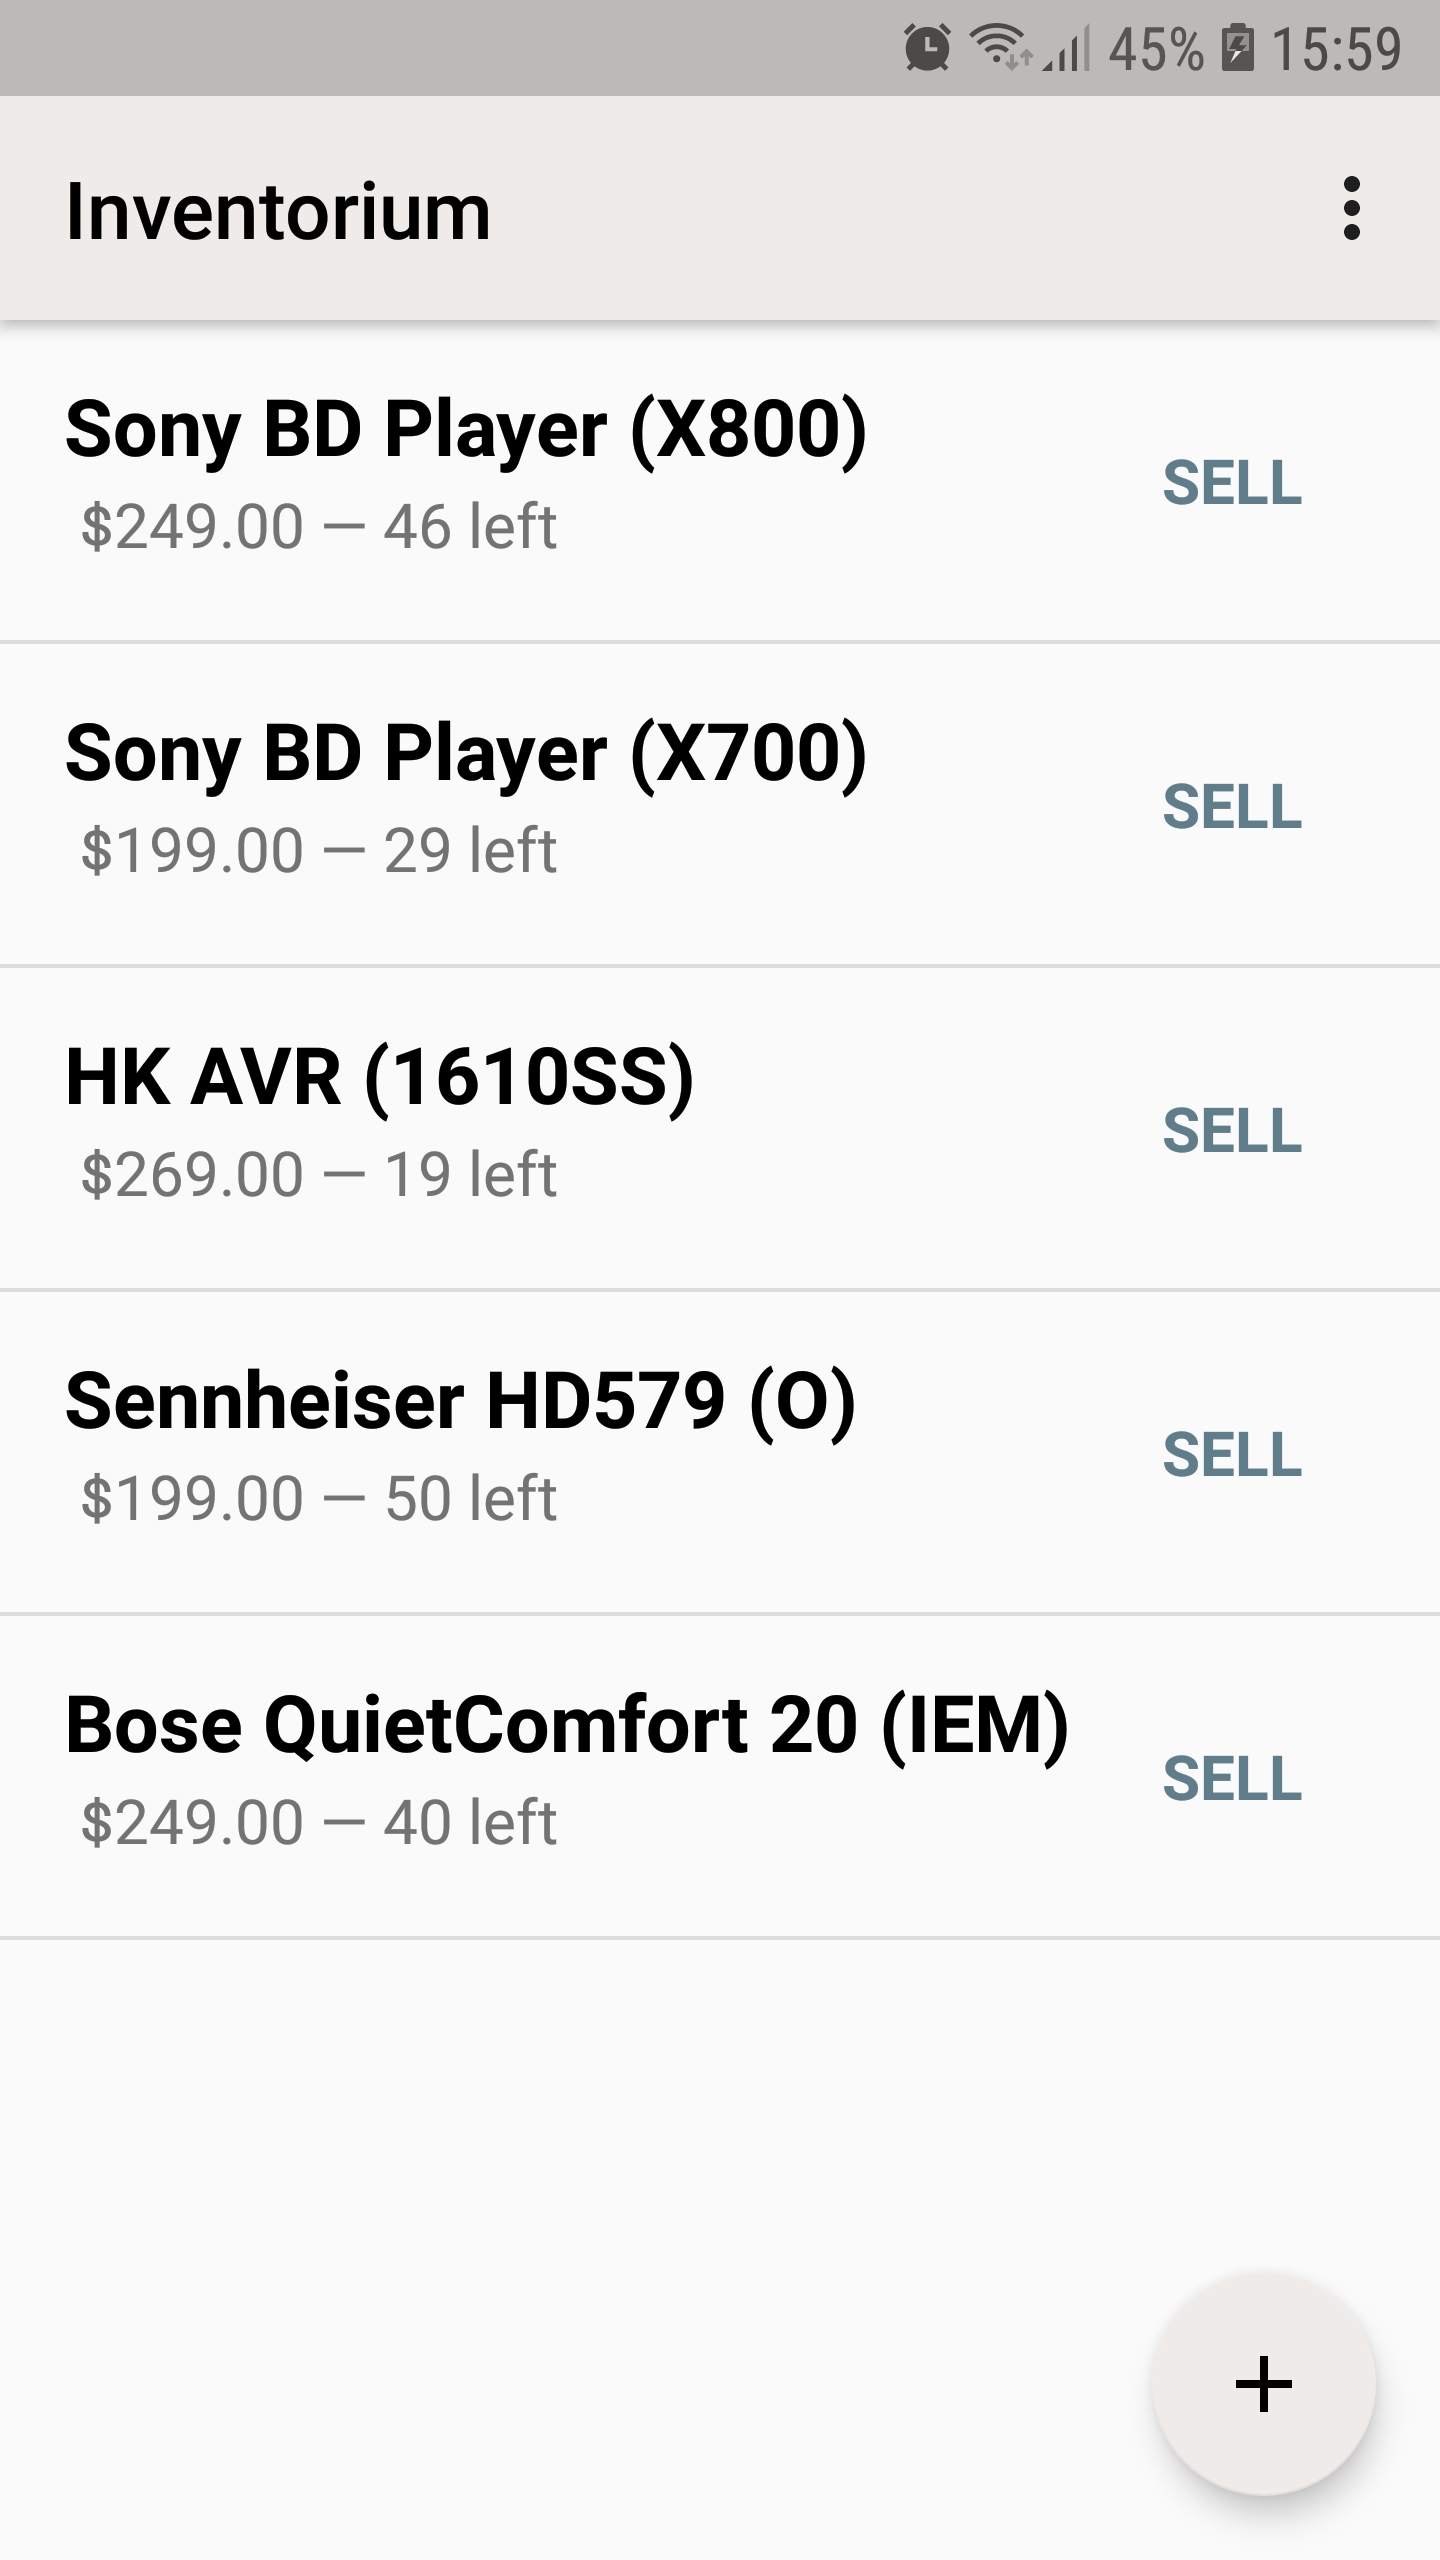 45% 15:59
Inventorium
Sony BD Player (X800)
$249.00 — 46 left
SELL
Sony BD Player (X700)
$199.00 — 29 left
SELL
HK AVR (1610SS)
$269.00 — 19 left
SELL
Sennheiser HD579 (O)
$199.00 — 50 left
SELL
Bose QuietComfort 20 (IEM)
$249.00 — 40 left
SELL